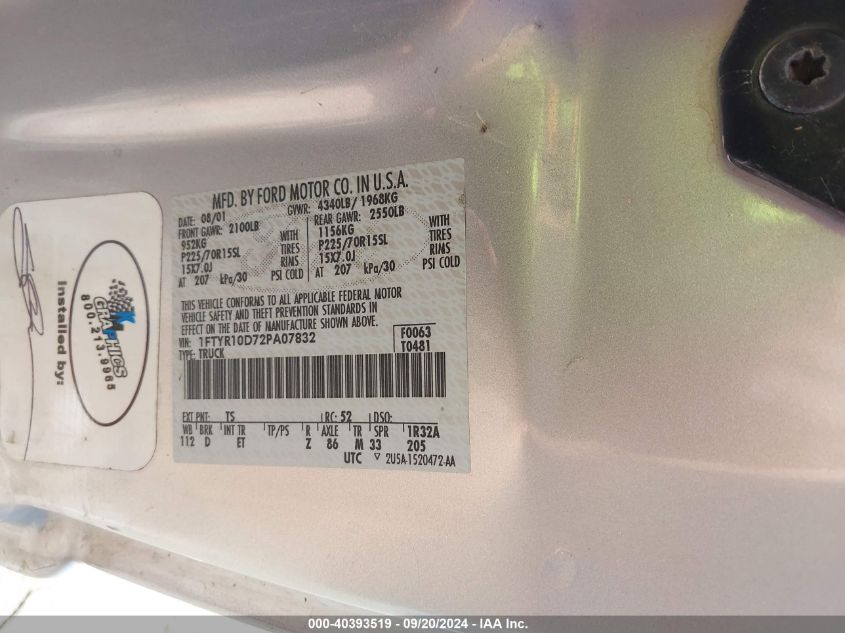 MFD. BY FORD MOTOR CO. IN U.S.A.
DATE: 08/01 GVWR: 4340LB/ 1968KG
FRONT GAWR: 2100LB REAR GAWR: 2550LB
952KG WITH 1156KG WITH
P225/70R15SL TIRES P225/70R15SL TIRES
15X7.0J RIMS 15X7.0J RIMS
AT 207 kPa/30 PSI COLD AT 207 kPa/30 PSI COLD
THIS VEHICLE CONFORMS TO ALL APPLICABLE FEDERAL MOTOR
VEHICLE SAFETY AND THEFT PREVENTION STANDARDS IN
EFFECT ON THE DATE OF MANUFACTURE SHOWN ABOVE.
VIN: 1FTYR10D72PA07832 F0063
TYPE: TRUCK T0481
EXT PNT: TS RC: 52 DSO:
WB BRK INT TR TP/PS R AXLE TR SPR 1R32A
112 D ET Z 86 M 33 205
UTC 2U5A-1520472-AA
Installed by:
GRAPHICS
800-213-9965
000-40393519 - 09/20/2024 - IAA Inc.